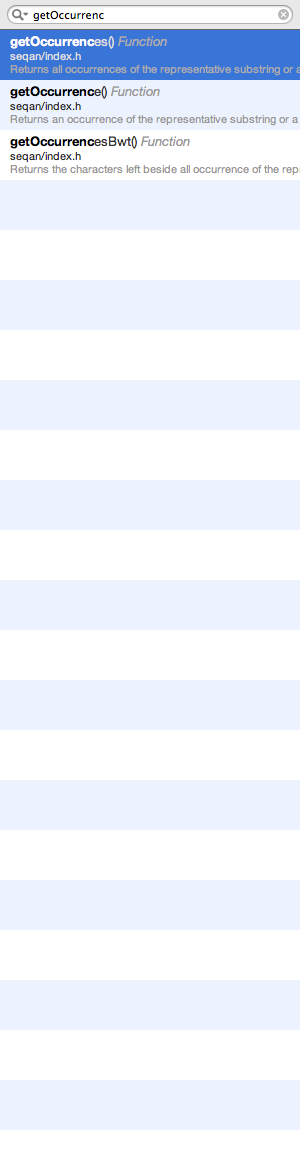 getOccurrenc
getOccurrences() Function
seqan/index.h
Returns all occurrences of the representative substring or a
getOccurrence() Function
seqan/index.h
Returns an occurrence of the representative substring or a
getOccurrencesBwt() Function
seqan/index.h
Returns the characters left beside all occurrence of the rep